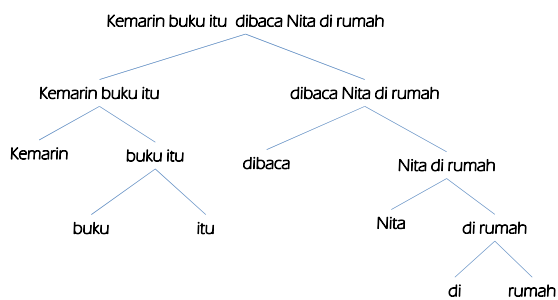 Kemarin buku itu dibaca Nita di rumah
Kemarin buku itu
dibaca Nita di rumah
Kemarin
buku itu
dibaca
Nita di rumah
buku
itu
Nita
di rumah
di
rumah